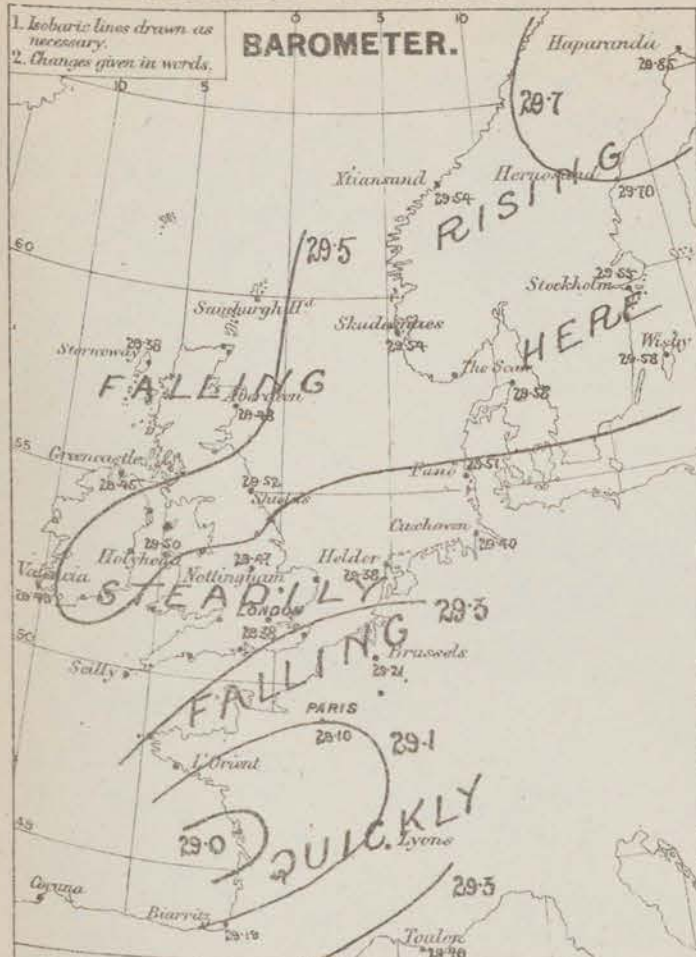 1. Isobaric lines drawn as
necessary.
2. Changes given in words.
BAROMETER.
10
5
0
5
10
Haparanda
29·85
29·7
Xtiansund
29·54
Hernosand
29·70
RISING
60
29·5
Sumburgh Hd
Stockholm
29·55
Skudesnaes
29·54
HERE
Wisby
29·58
Stornoway
29·38
The Scaw
29·58
FALLING
Aberdeen
29·48
55
Greencastle
29·45
29·52
Shields
Fanö
29·51
Cuxhaven
29·40
29·50
Holyhead
29·47
Nottingham
Helder
29·38
Valencia
STEADILY
LONDON
29·38
29·3
50
Scilly
FALLING
Brussels
29·21
PARIS
29·10
29·1
L'Orient
45
29·0
QUICKLY
Lyons
29·3
Coruna
Biarritz
29·18
Toulon